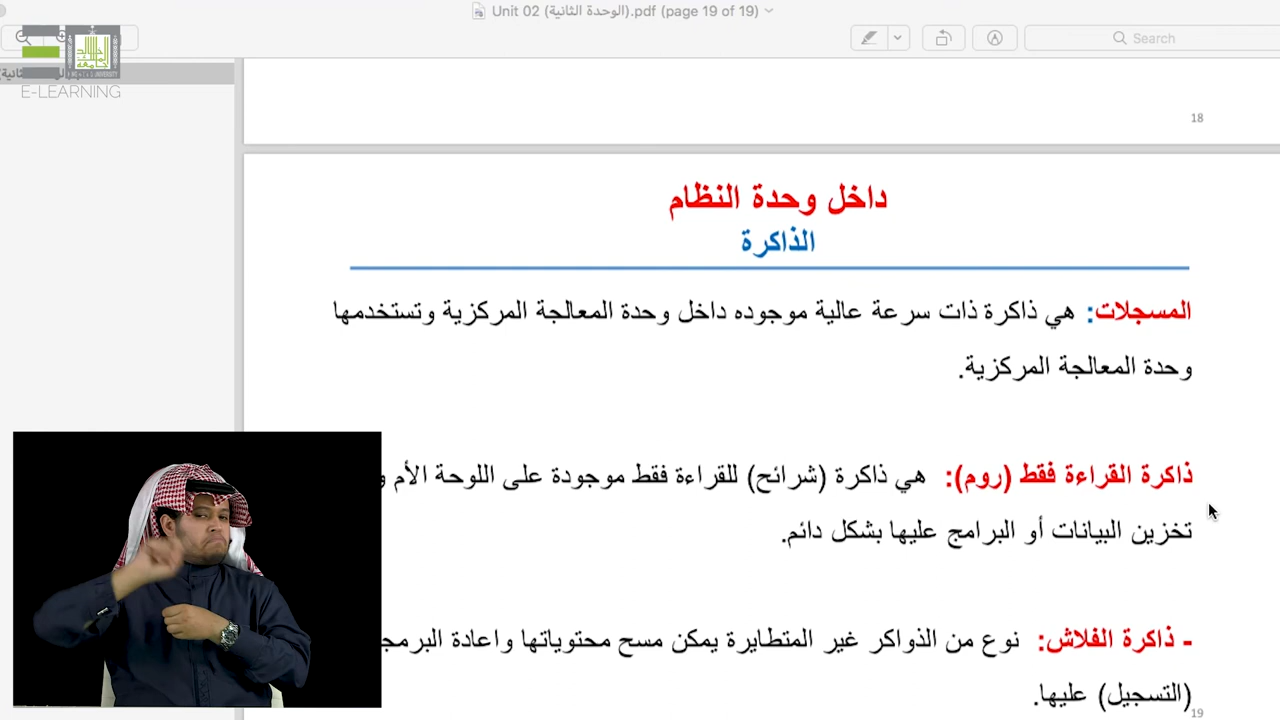 Unit 02 (الوحدة الثانية).pdf (page 19 of 19)
Search
E-LEARNING
18
داخل وحدة النظام
الذاكرة
المسجلات: هي ذاكرة ذات سرعة عالية موجوده داخل وحدة المعالجة المركزية وتستخدمها
وحدة المعالجة المركزية.
ذاكرة القراءة فقط (روم): هي ذاكرة (شرائح) للقراءة فقط موجودة على اللوحة الأم
تخزين البيانات أو البرامج عليها بشكل دائم.
- ذاكرة الفلاش: نوع من الذواكر غير المتطايرة يمكن مسح محتوياتها واعادة
(التسجيل) عليها.
19